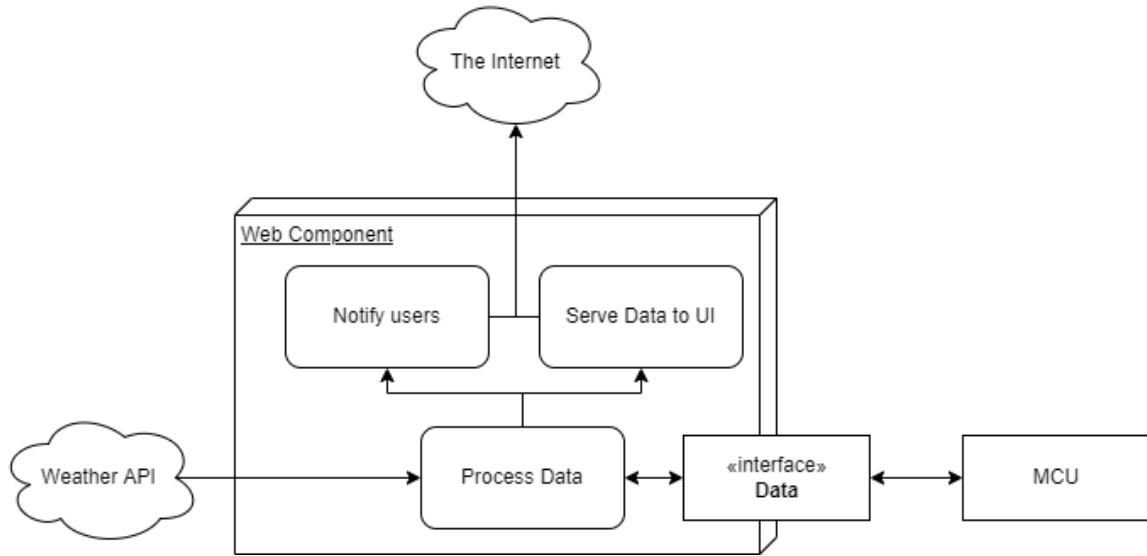 The Internet
Web Component
Notify users
Serve Data to UI
Weather API
Process Data
«interface»
Data
MCU